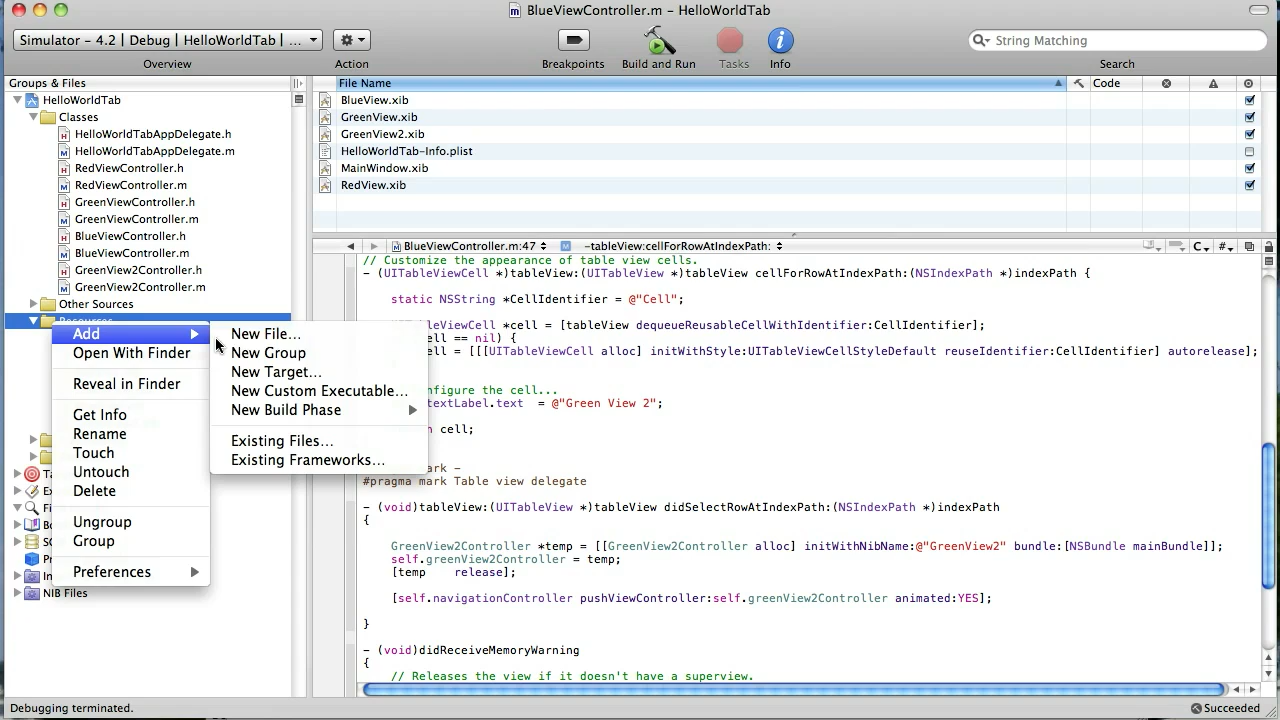 BlueViewController.m - HelloWorldTab
Simulator - 4.2 | Debug | HelloWorldTab | ...
String Matching
Overview
Action
Breakpoints
Build and Run
Tasks
Info
Search
Groups & Files
File Name
Code
HelloWorldTab
Classes
HelloWorldTabAppDelegate.h
HelloWorldTabAppDelegate.m
RedViewController.h
RedViewController.m
GreenViewController.h
GreenViewController.m
BlueViewController.h
BlueViewController.m
GreenView2Controller.h
GreenView2Controller.m
Other Sources
Resources
NIB Files
Add
Open With Finder
Reveal in Finder
Get Info
Rename
Touch
Untouch
Delete
Ungroup
Group
Preferences
New File...
New Group
New Target...
New Custom Executable...
New Build Phase
Existing Files...
Existing Frameworks...
BlueView.xib
GreenView.xib
GreenView2.xib
HelloWorldTab-Info.plist
MainWindow.xib
RedView.xib
BlueViewController.m:47
-tableView:cellForRowAtIndexPath:
C
#
// Customize the appearance of table view cells.
- (UITableViewCell *)tableView:(UITableView *)tableView cellForRowAtIndexPath:(NSIndexPath *)indexPath {
static NSString *CellIdentifier = @"Cell";
ableViewCell *cell = [tableView dequeueReusableCellWithIdentifier:CellIdentifier];
cell == nil) {
ell = [[[UITableViewCell alloc] initWithStyle:UITableViewCellStyleDefault reuseIdentifier:CellIdentifier] autorelease];
nfigure the cell...
textLabel.text = @"Green View 2";
rn cell;
ark -
#pragma mark Table view delegate
- (void)tableView:(UITableView *)tableView didSelectRowAtIndexPath:(NSIndexPath *)indexPath
{
GreenView2Controller *temp = [[GreenView2Controller alloc] initWithNibName:@"GreenView2" bundle:[NSBundle mainBundle]];
self.greenView2Controller = temp;
[temp release];
[self.navigationController pushViewController:self.greenView2Controller animated:YES];
}
- (void)didReceiveMemoryWarning
{
// Releases the view if it doesn't have a superview.
Debugging terminated.
Succeeded